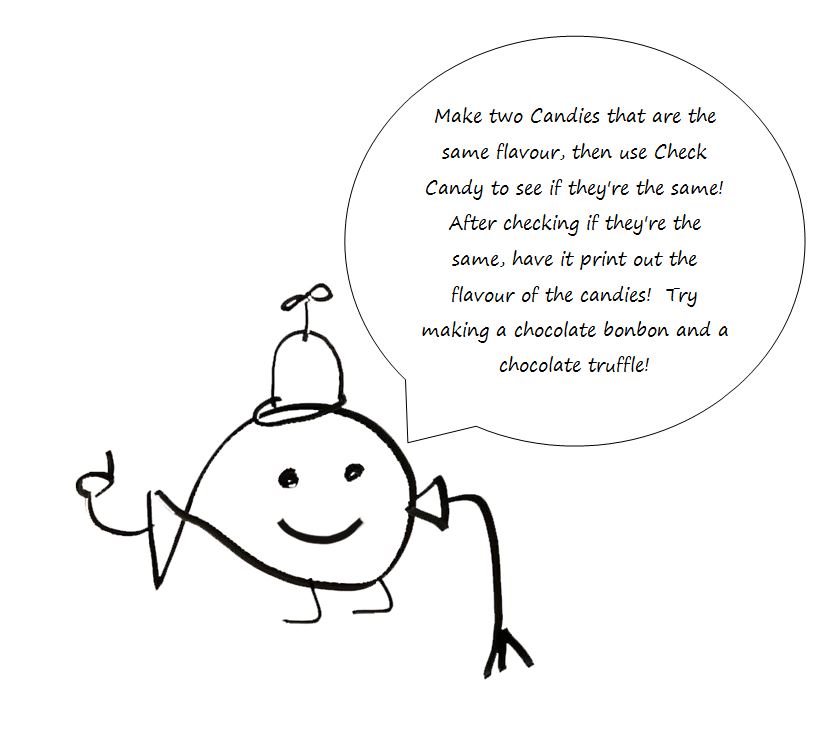 Make two Candies that are the
same flavour, then use Check
Candy to see if they're the same!
After checking if they're the
same, have it print out the
flavour of the candies!  Try
making a chocolate bonbon and a
chocolate truffle!